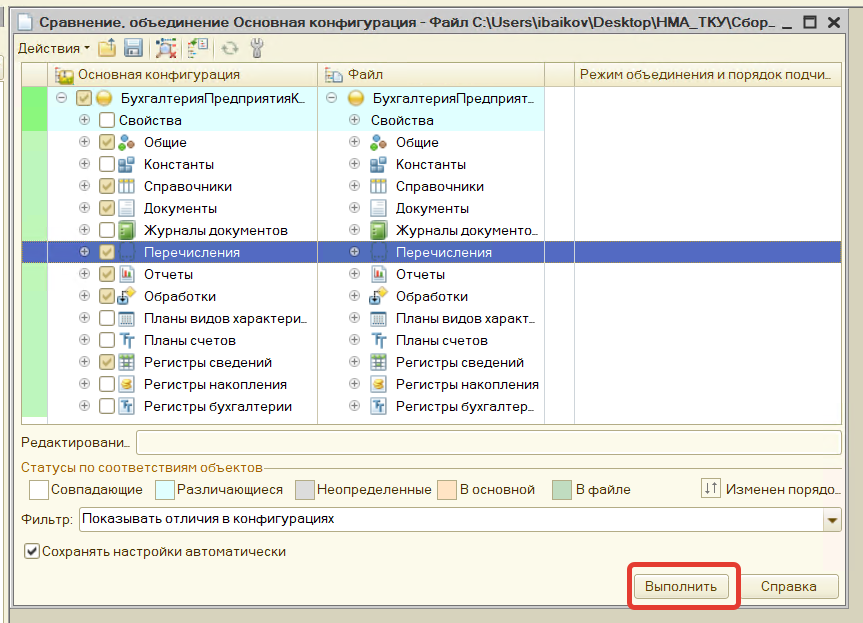 Сравнение, объединение Основная конфигурация - Файл C:\Users\ibaikov\Desktop\НМА_ТКУ\Сбор...
Действия
Основная конфигурация Файл Режим объединения и порядок подчи...
БухгалтерияПредприятияК... БухгалтерияПредприят...
Свойства Свойства
Общие Общие
Константы Константы
Справочники Справочники
Документы Документы
Журналы документов Журналы документо...
Перечисления Перечисления
Отчеты Отчеты
Обработки Обработки
Планы видов характери... Планы видов характ...
Планы счетов Планы счетов
Регистры сведений Регистры сведений
Регистры накопления Регистры накопления
Регистры бухгалтерии Регистры бухгалтер...
Редактировани...
Статусы по соответствиям объектов
Совпадающие Различающиеся Неопределенные В основной В файле Изменен порядо...
Фильтр: Показывать отличия в конфигурациях
Сохранять настройки автоматически
Выполнить Справка